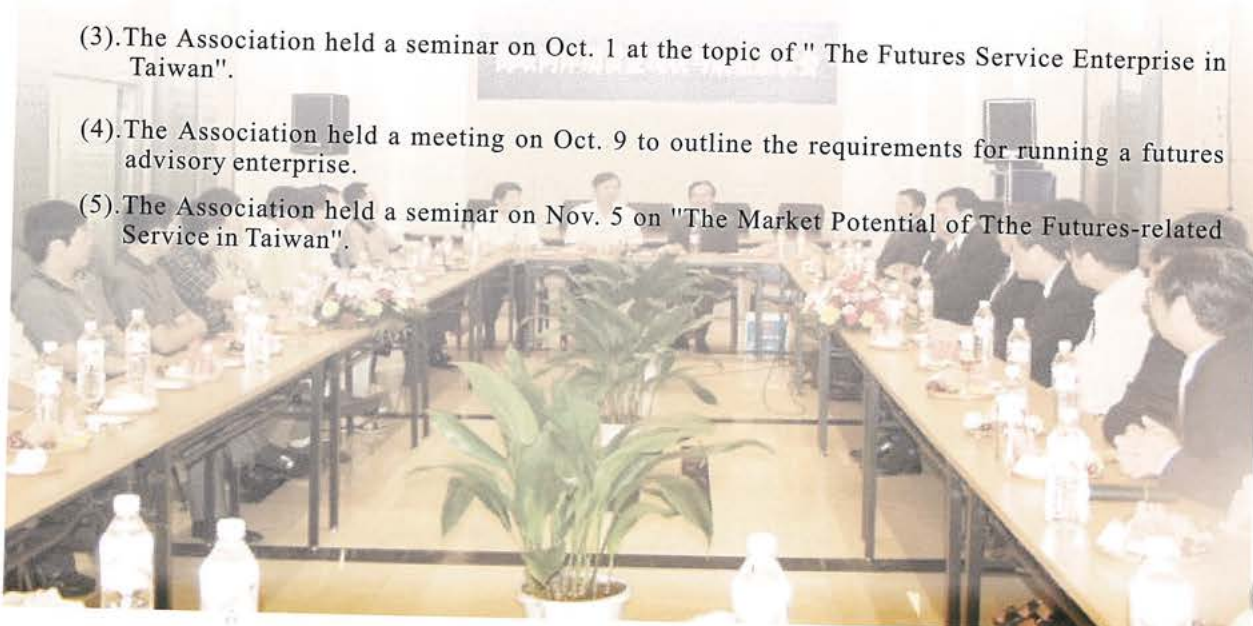 (3).The Association held a seminar on Oct. 1 at the topic of " The Futures Service Enterprise in
Taiwan".
(4).The Association held a meeting on Oct. 9 to outline the requirements for running a futures
advisory enterprise.
(5).The Association held a seminar on Nov. 5 on "The Market Potential of Tthe Futures-related
Service in Taiwan".